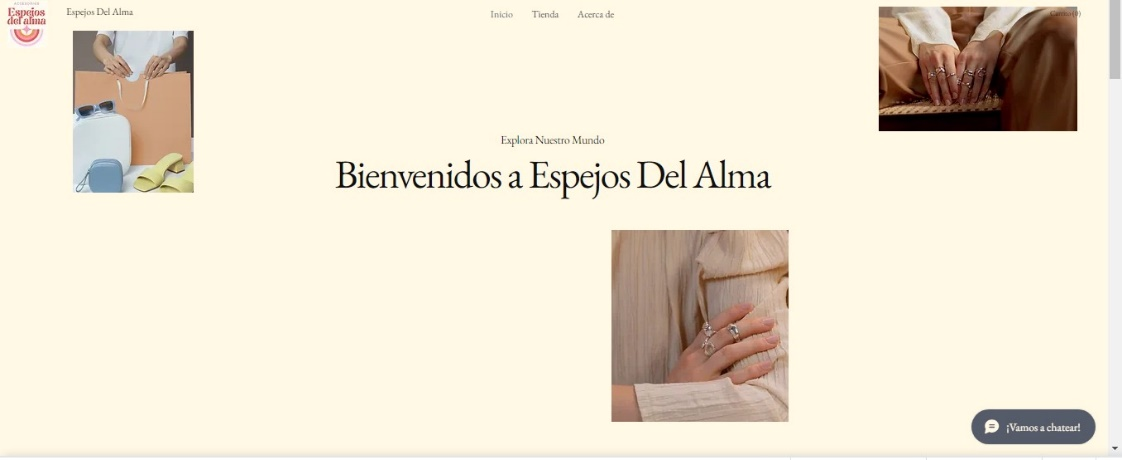 ACCESORIOS
Espejos
del alma
Espejos Del Alma
Inicio Tienda Acerca de
Carrito(0)
Explora Nuestro Mundo
Bienvenidos a Espejos Del Alma
¡Vamos a chatear!